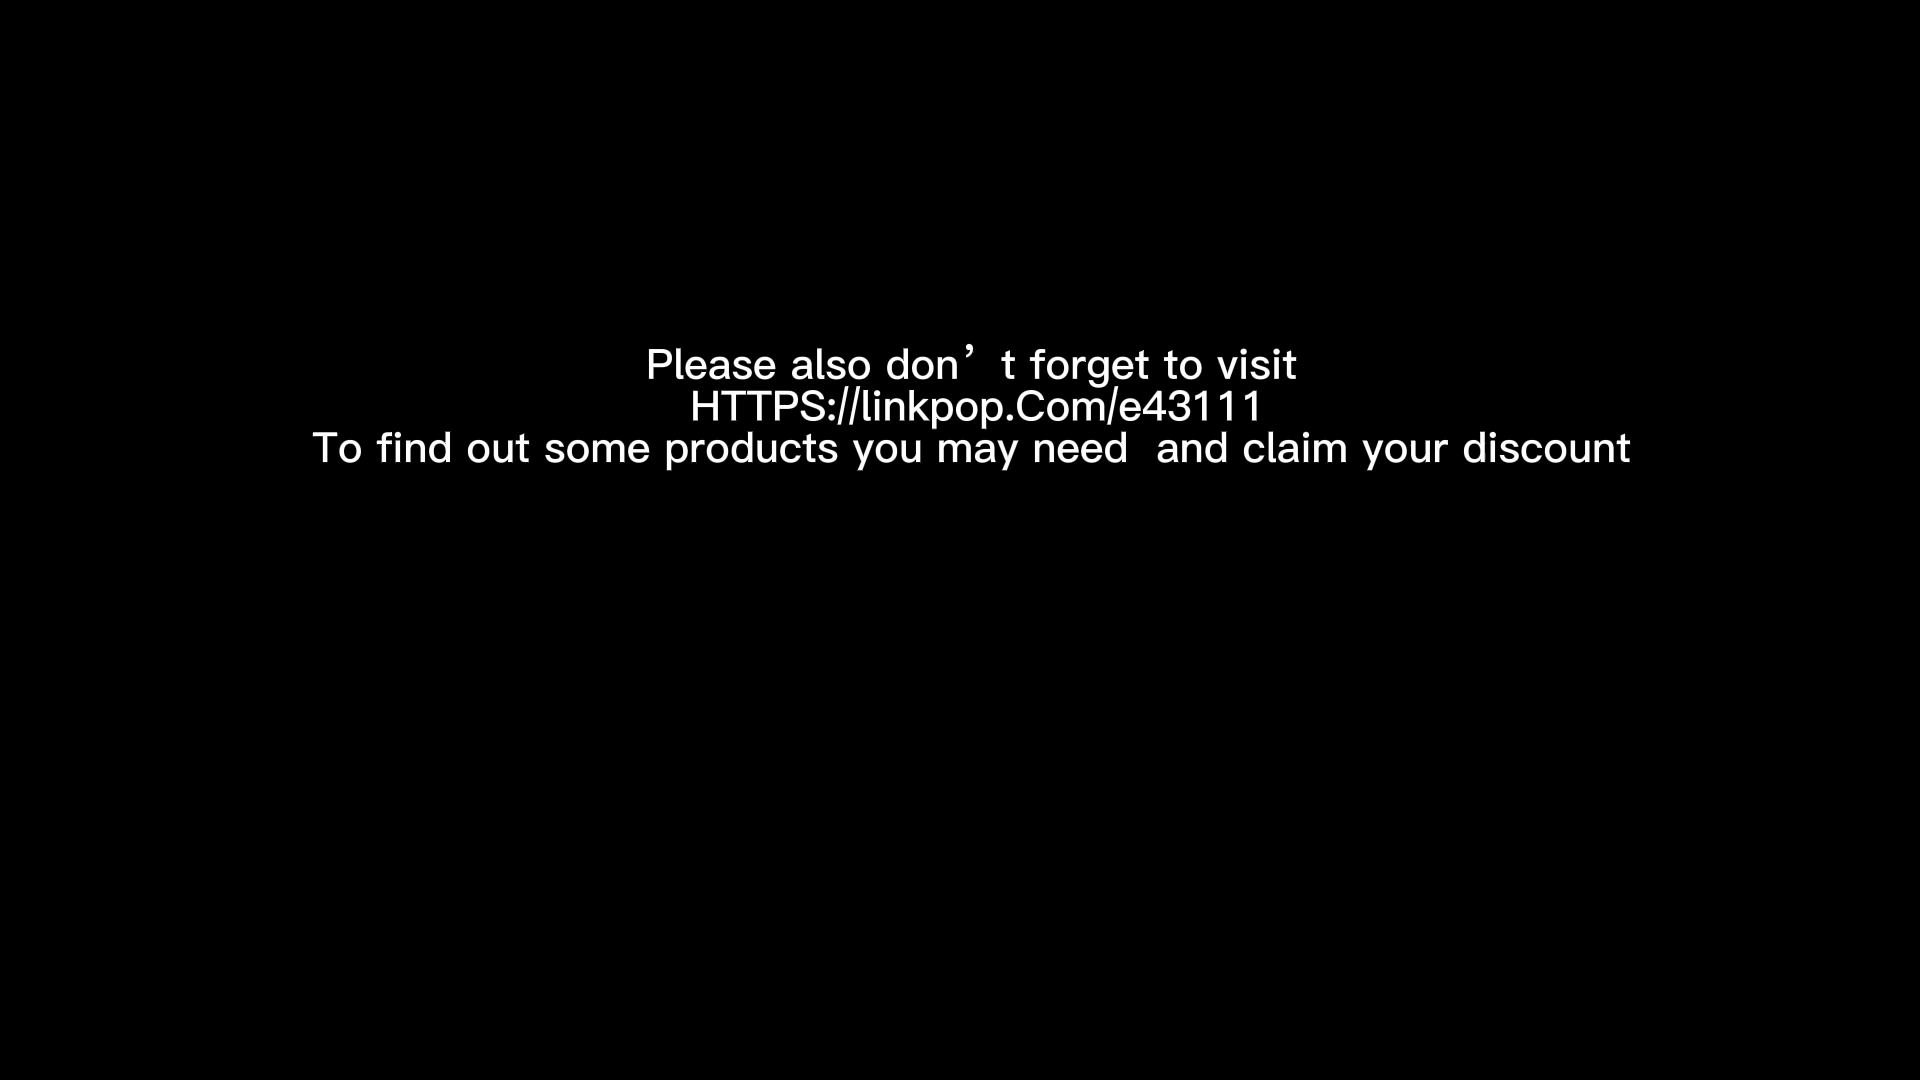 Please also don’t forget to visit
HTTPS://linkpop.Com/e43111
To find out some products you may need  and claim your discount